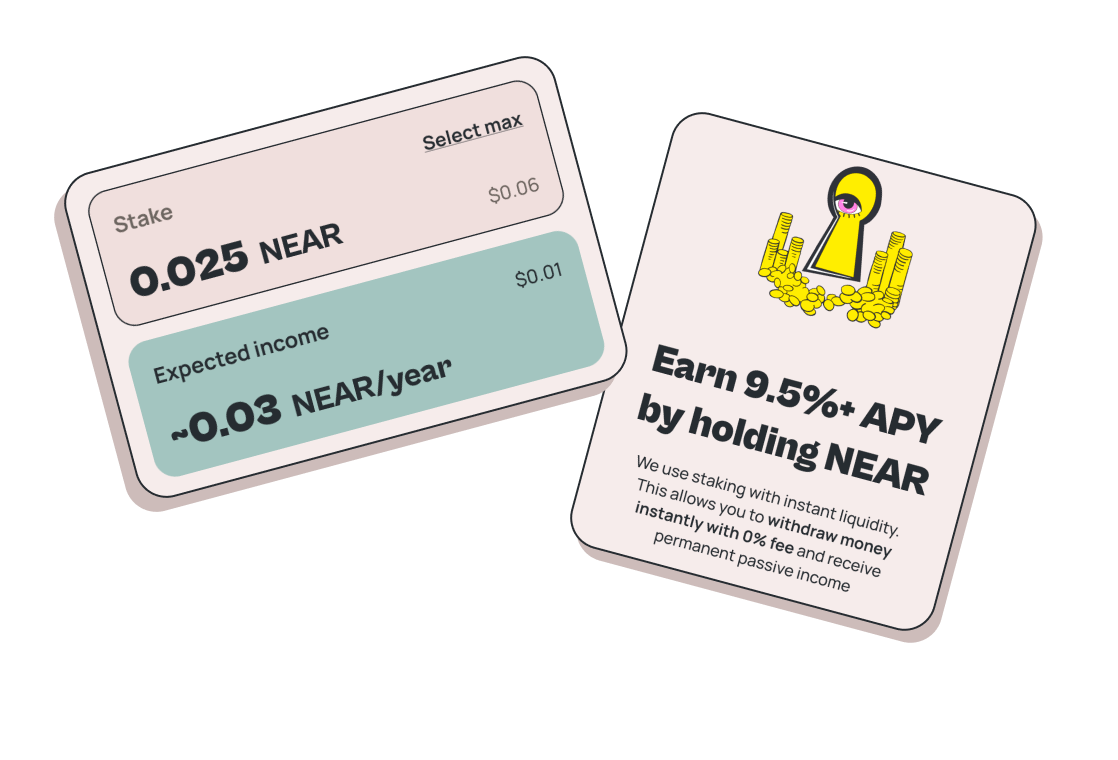 Select max
Stake
$0.06
0.025 NEAR
$0.01
Expected income
~0.03 NEAR/year
Earn 9.5%+ APY
by holding NEAR
We use staking with instant liquidity.
This allows you to withdraw money
instantly with 0% fee and receive
permanent passive income